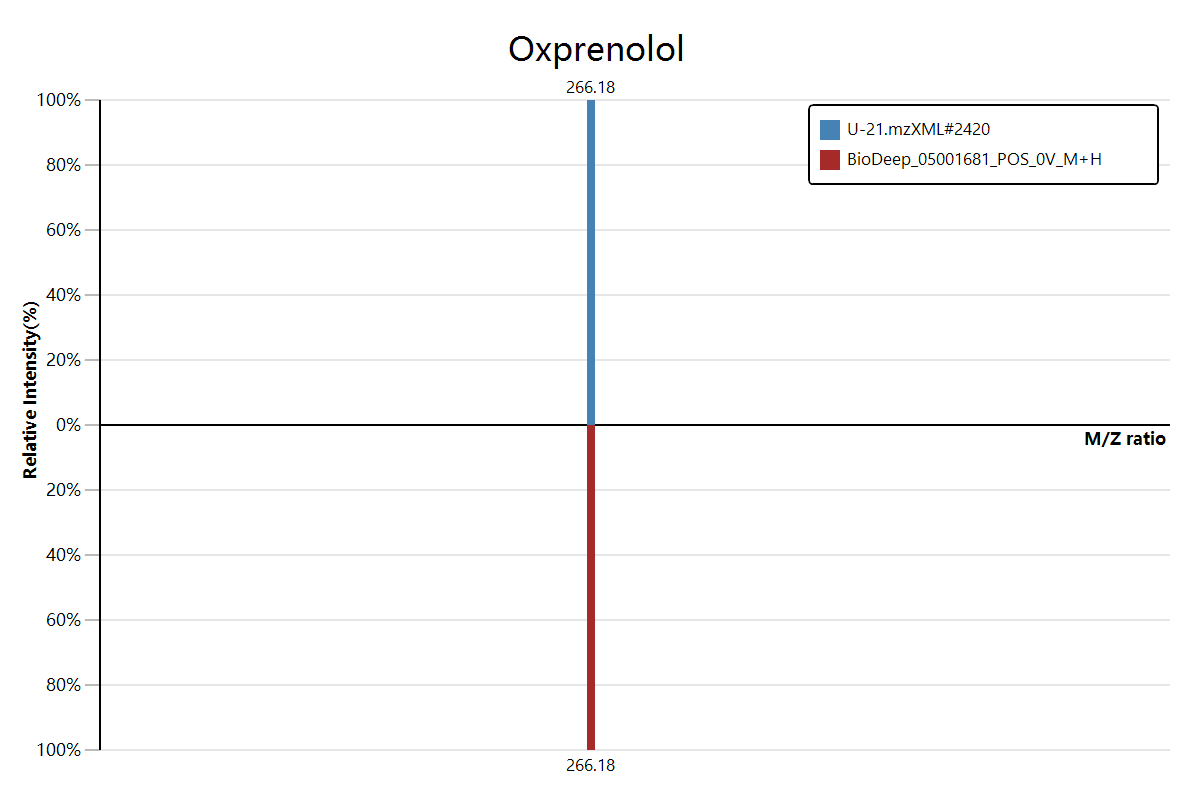 Oxprenolol
266.18
U-21.mzXML#2420
BioDeep_05001681_POS_0V_M+H
100%
80%
60%
40%
20%
0%
20%
40%
60%
80%
100%
Relative Intensity(%)
M/Z ratio
266.18